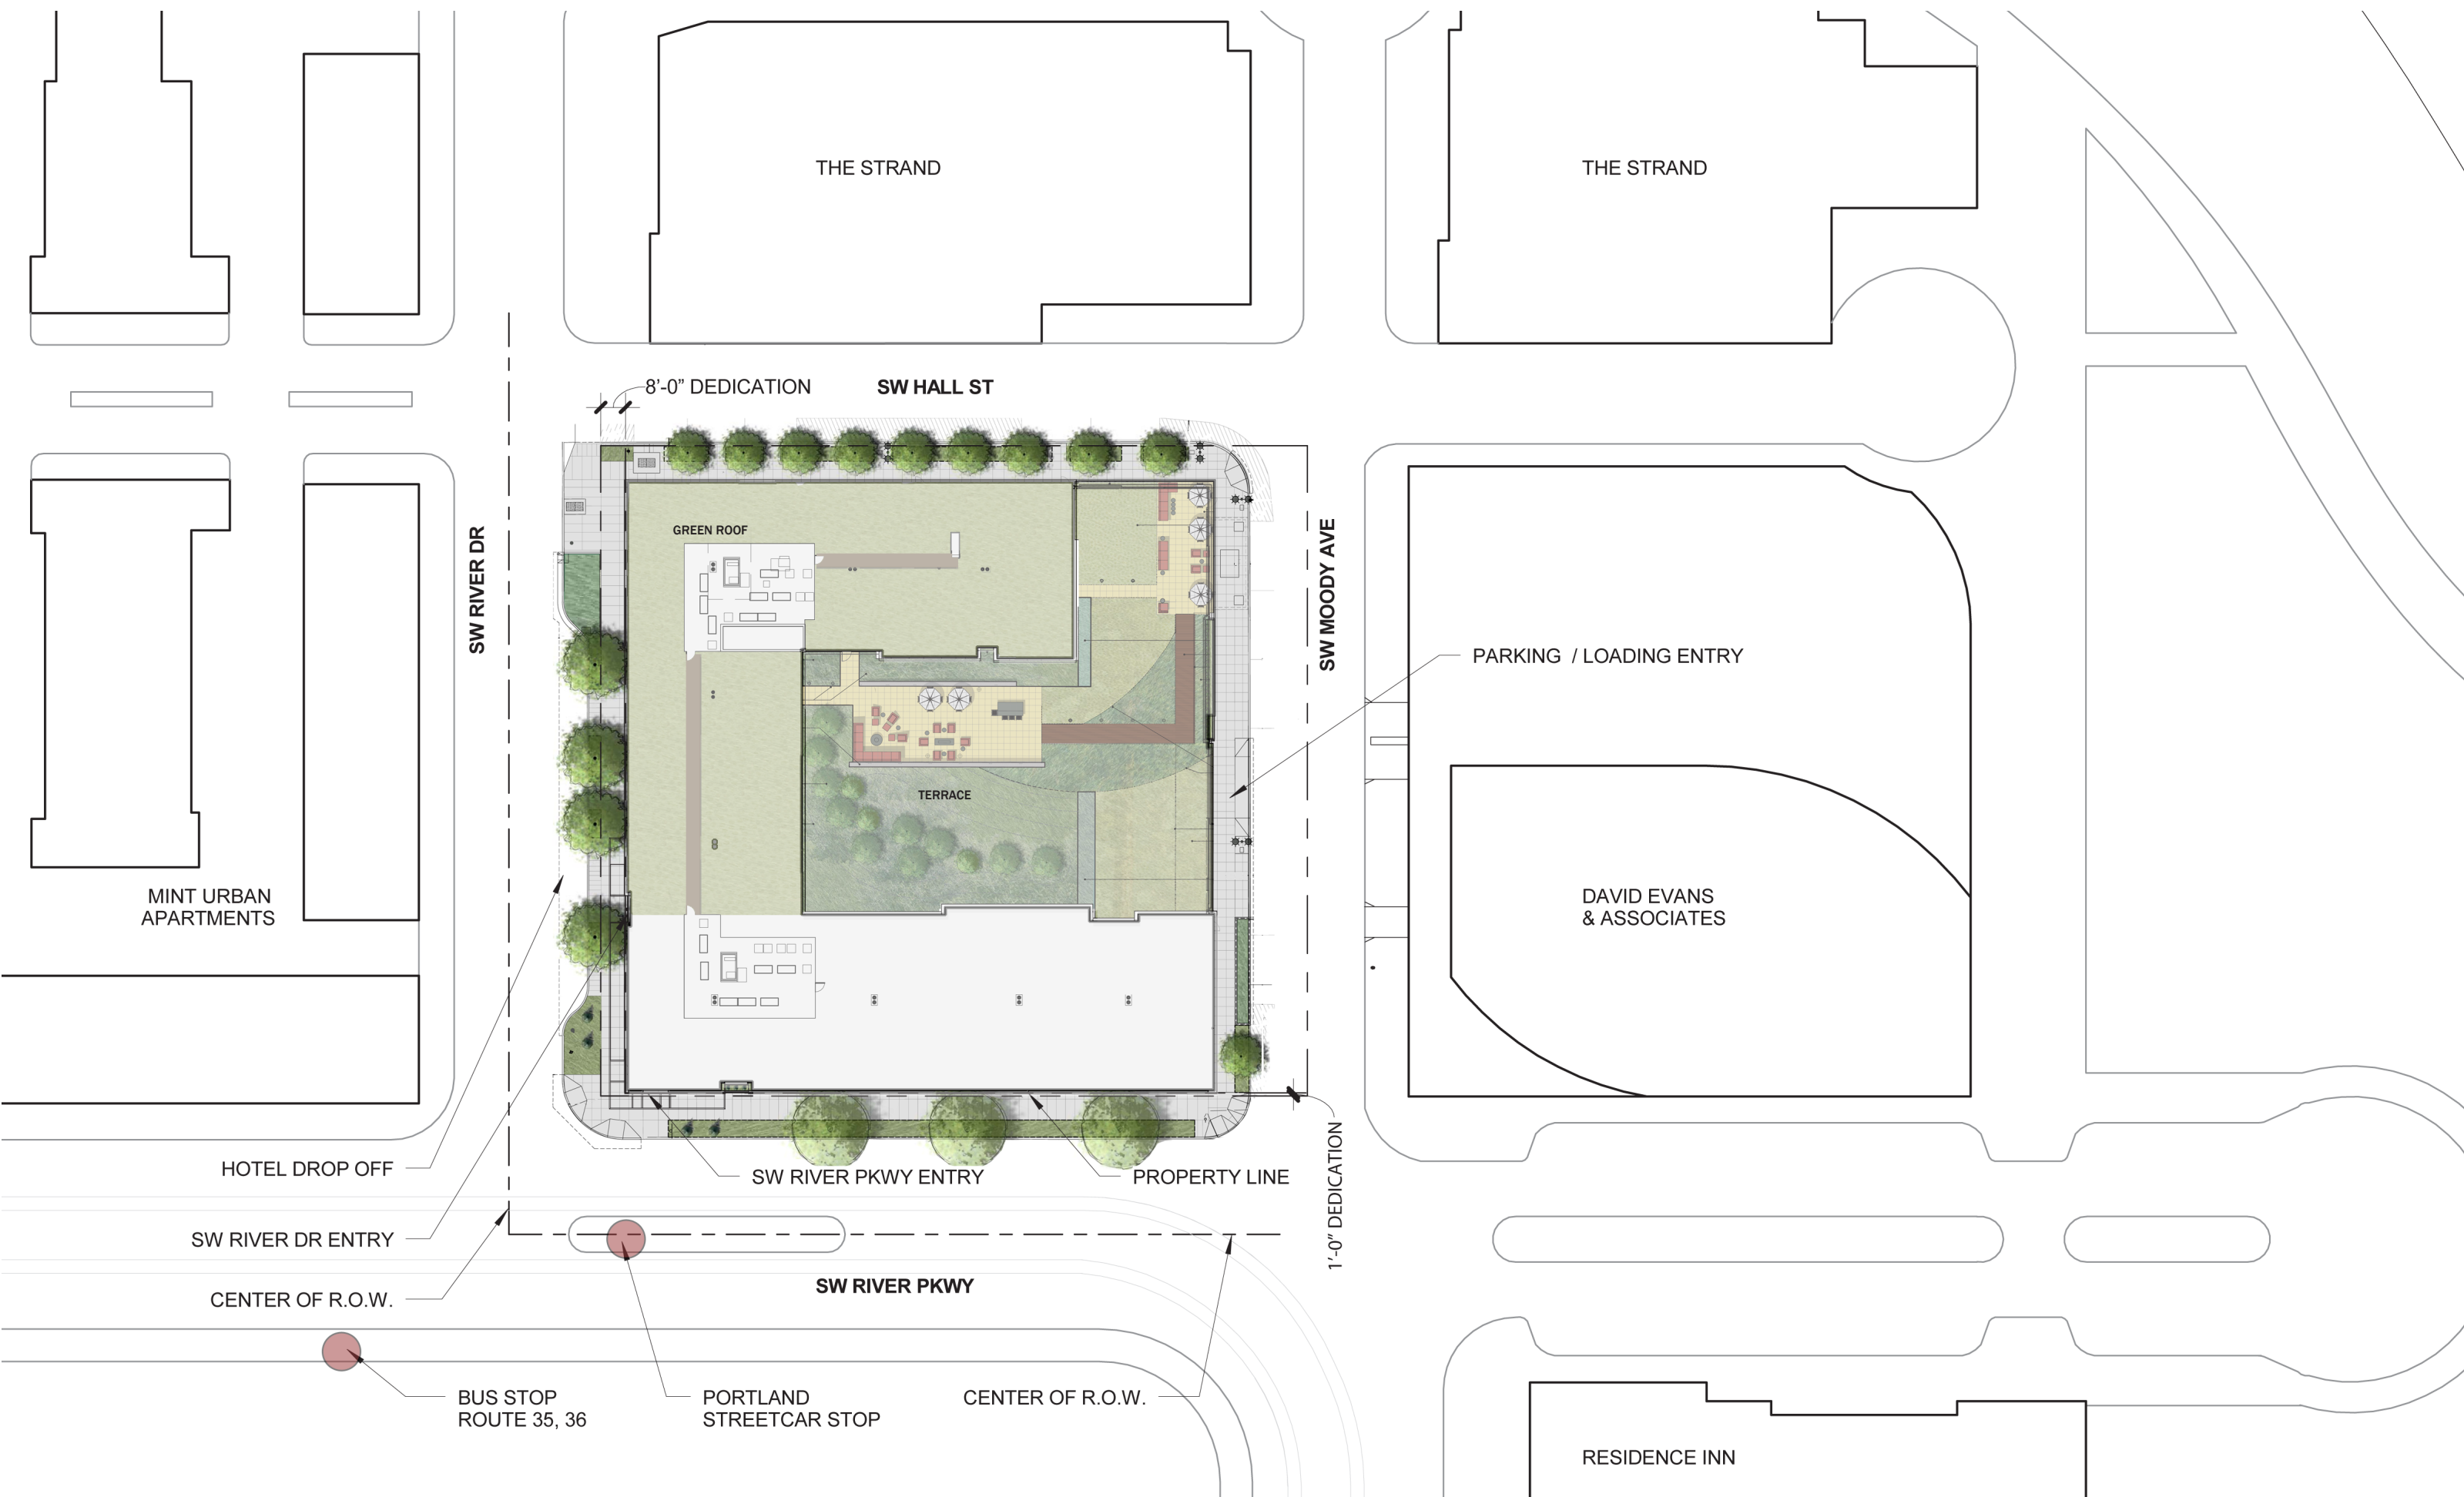 THE STRAND
THE STRAND
8'-0" DEDICATION
SW HALL ST
GREEN ROOF
SW RIVER DR
SW MOODY AVE
PARKING / LOADING ENTRY
TERRACE
MINT URBAN
APARTMENTS
DAVID EVANS
& ASSOCIATES
HOTEL DROP OFF
SW RIVER PKWY ENTRY
PROPERTY LINE
1'-0" DEDICATION
SW RIVER DR ENTRY
SW RIVER PKWY
CENTER OF R.O.W.
BUS STOP
ROUTE 35, 36
PORTLAND
STREETCAR STOP
CENTER OF R.O.W.
RESIDENCE INN